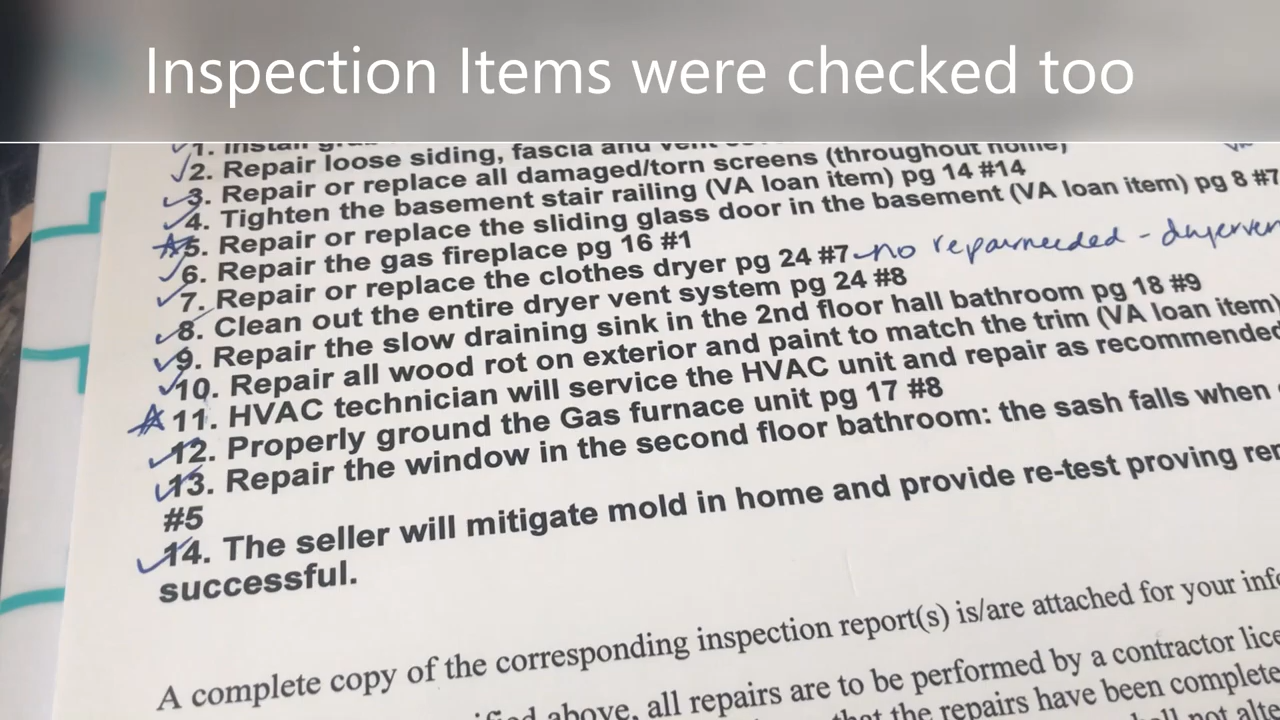 Inspection Items were checked too
1. Install
2. Repair loose siding, fascia and vent
3. Repair or replace all damaged/torn screens (throughout home)
4. Tighten the basement stair railing (VA loan item) pg 14 #14
5. Repair or replace the sliding glass door in the basement (VA loan item) pg 8 #7
6. Repair the gas fireplace pg 16 #1
7. Repair or replace the clothes dryer pg 24 #7 - no repair needed -
8. Clean out the entire dryer vent system pg 24 #8
9. Repair the slow draining sink in the 2nd floor hall bathroom pg 18 #9
10. Repair all wood rot on exterior and paint to match the trim (VA loan item)
11. HVAC technician will service the HVAC unit and repair as recommended
12. Properly ground the Gas furnace unit pg 17 #8
13. Repair the window in the second floor bathroom: the sash falls when
#5
14. The seller will mitigate mold in home and provide re-test proving
successful.
A complete copy of the corresponding inspection report(s) is/are attached for your
above, all repairs are to be performed by a contractor
that the repairs have been
not